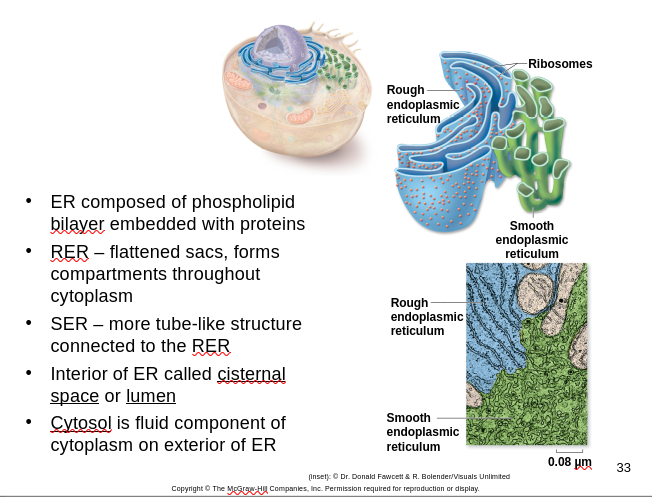 Ribosomes
Rough
endoplasmic
reticulum
Smooth
endoplasmic
reticulum
• ER composed of phospholipid
bilayer embedded with proteins
• RER – flattened sacs, forms
compartments throughout
cytoplasm
• SER – more tube-like structure
connected to the RER
• Interior of ER called cisternal
space or lumen
• Cytosol is fluid component of
cytoplasm on exterior of ER
Rough
endoplasmic
reticulum
Smooth
endoplasmic
reticulum
0.08 µm
33
(inset): © Dr. Donald Fawcett & R. Bolender/Visuals Unlimited
Copyright © The McGraw-Hill Companies, Inc. Permission required for reproduction or display.